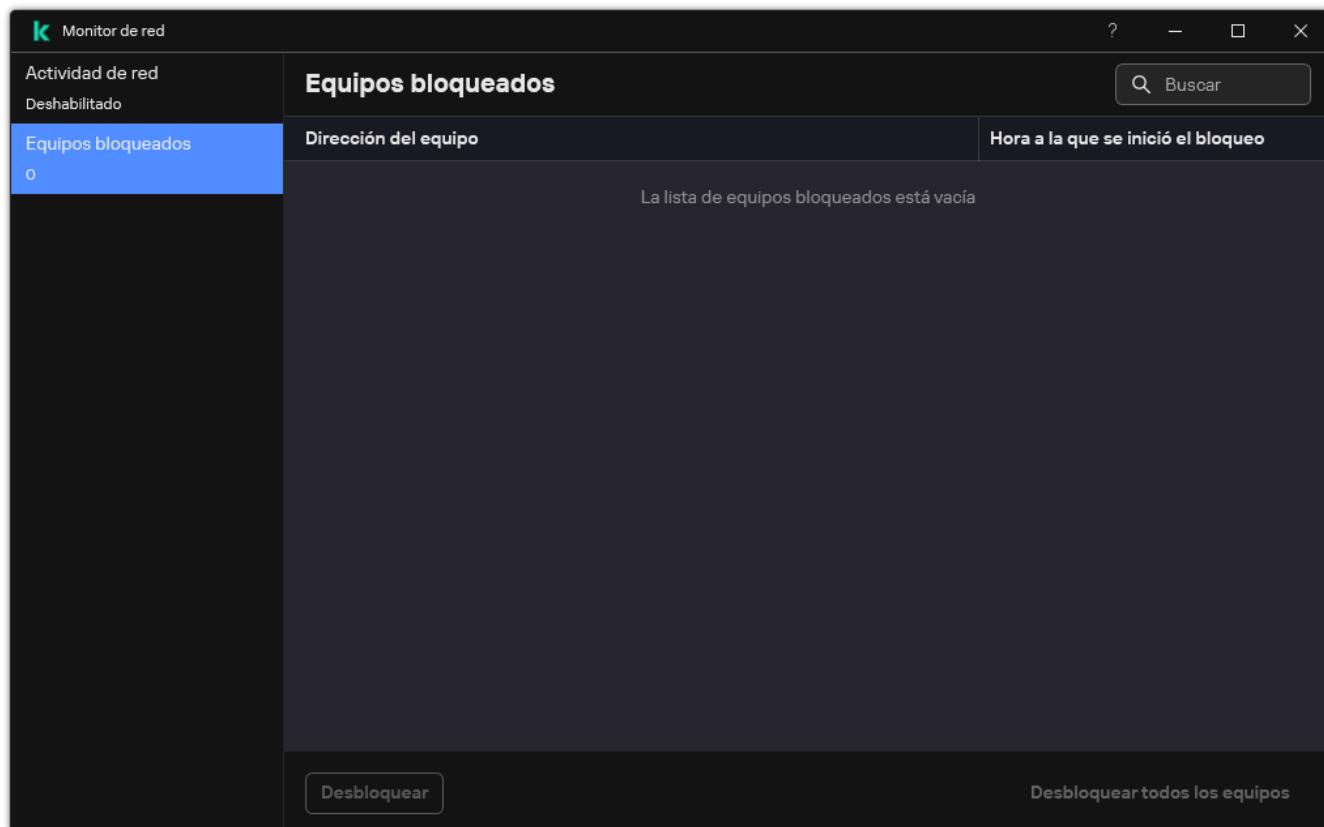 Monitor de red
Actividad de red
Deshabilitado
Equipos bloqueados
0
Equipos bloqueados
Buscar
Dirección del equipo
Hora a la que se inició el bloqueo
La lista de equipos bloqueados está vacía
Desbloquear
Desbloquear todos los equipos